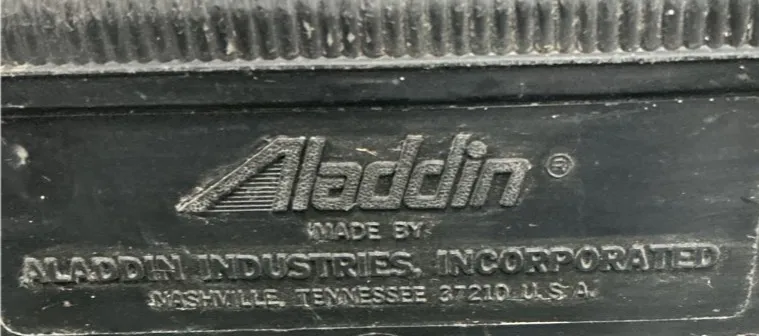 Aladdin®
MADE BY
ALADDIN INDUSTRIES, INCORPORATED
NASHVILLE, TENNESSEE 37210 U.S.A.